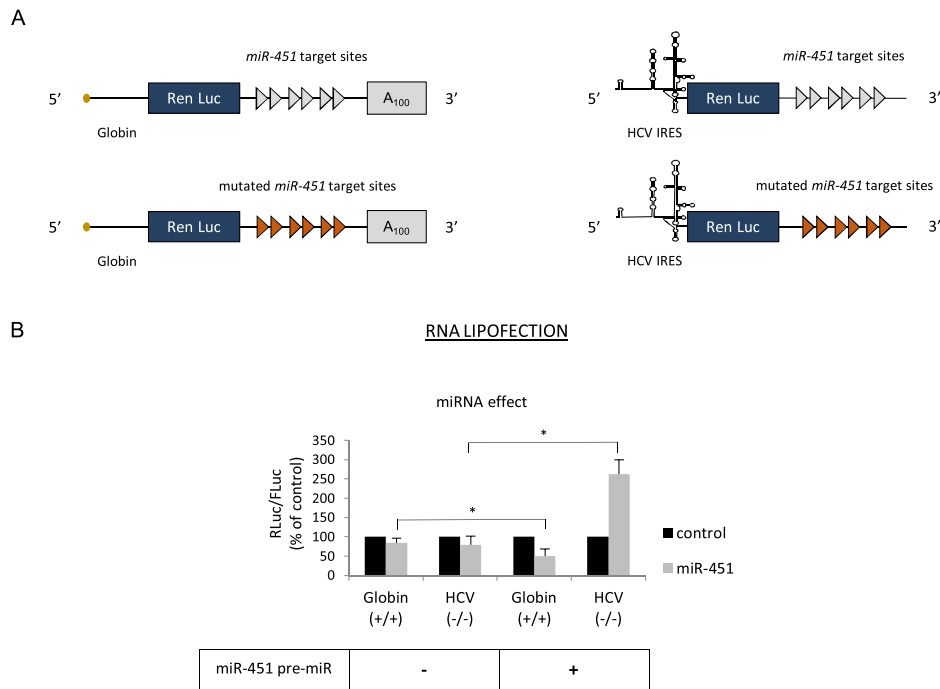 A
miR-451 target sites
miR-451 target sites
5′ Ren Luc A100 3′
5′ Ren Luc 3′
Globin
HCV IRES
mutated miR-451 target sites
mutated miR-451 target sites
5′ Ren Luc A100 3′
5′ Ren Luc 3′
Globin
HCV IRES
B
RNA LIPOFECTION
miRNA effect
RLuc/FLuc
(% of control)
350
300
250
200
150
100
50
0
*
*
control
miR-451
Globin
(+/+)
HCV
(-/-)
Globin
(+/+)
HCV
(-/-)
miR-451 pre-miR - +